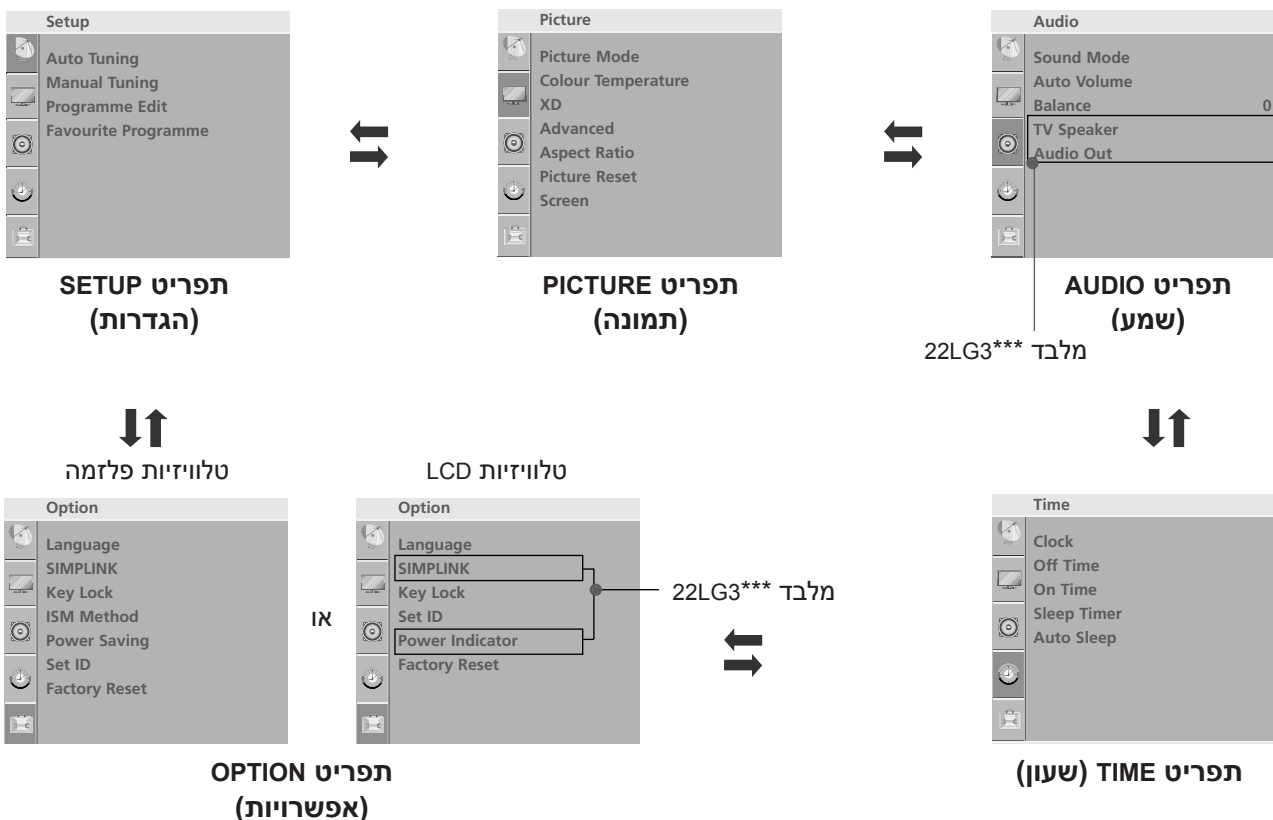 Setup
Auto Tuning
Manual Tuning
Programme Edit
Favourite Programme
תפריט SETUP
(הגדרות)
Picture
Picture Mode
Colour Temperature
XD
Advanced
Aspect Ratio
Picture Reset
Screen
תפריט PICTURE
(תמונה)
Audio
Sound Mode
Auto Volume
Balance 0
TV Speaker
Audio Out
תפריט AUDIO
(שמע)
מלבד 22LG3***
טלוויזיות פלזמה
Option
Language
SIMPLINK
Key Lock
ISM Method
Power Saving
Set ID
Factory Reset
או
טלוויזיות LCD
Option
Language
SIMPLINK
Key Lock
Set ID
Power Indicator
Factory Reset
מלבד 22LG3***
תפריט OPTION
(אפשרויות)
Time
Clock
Off Time
On Time
Sleep Timer
Auto Sleep
תפריט TIME (שעון)